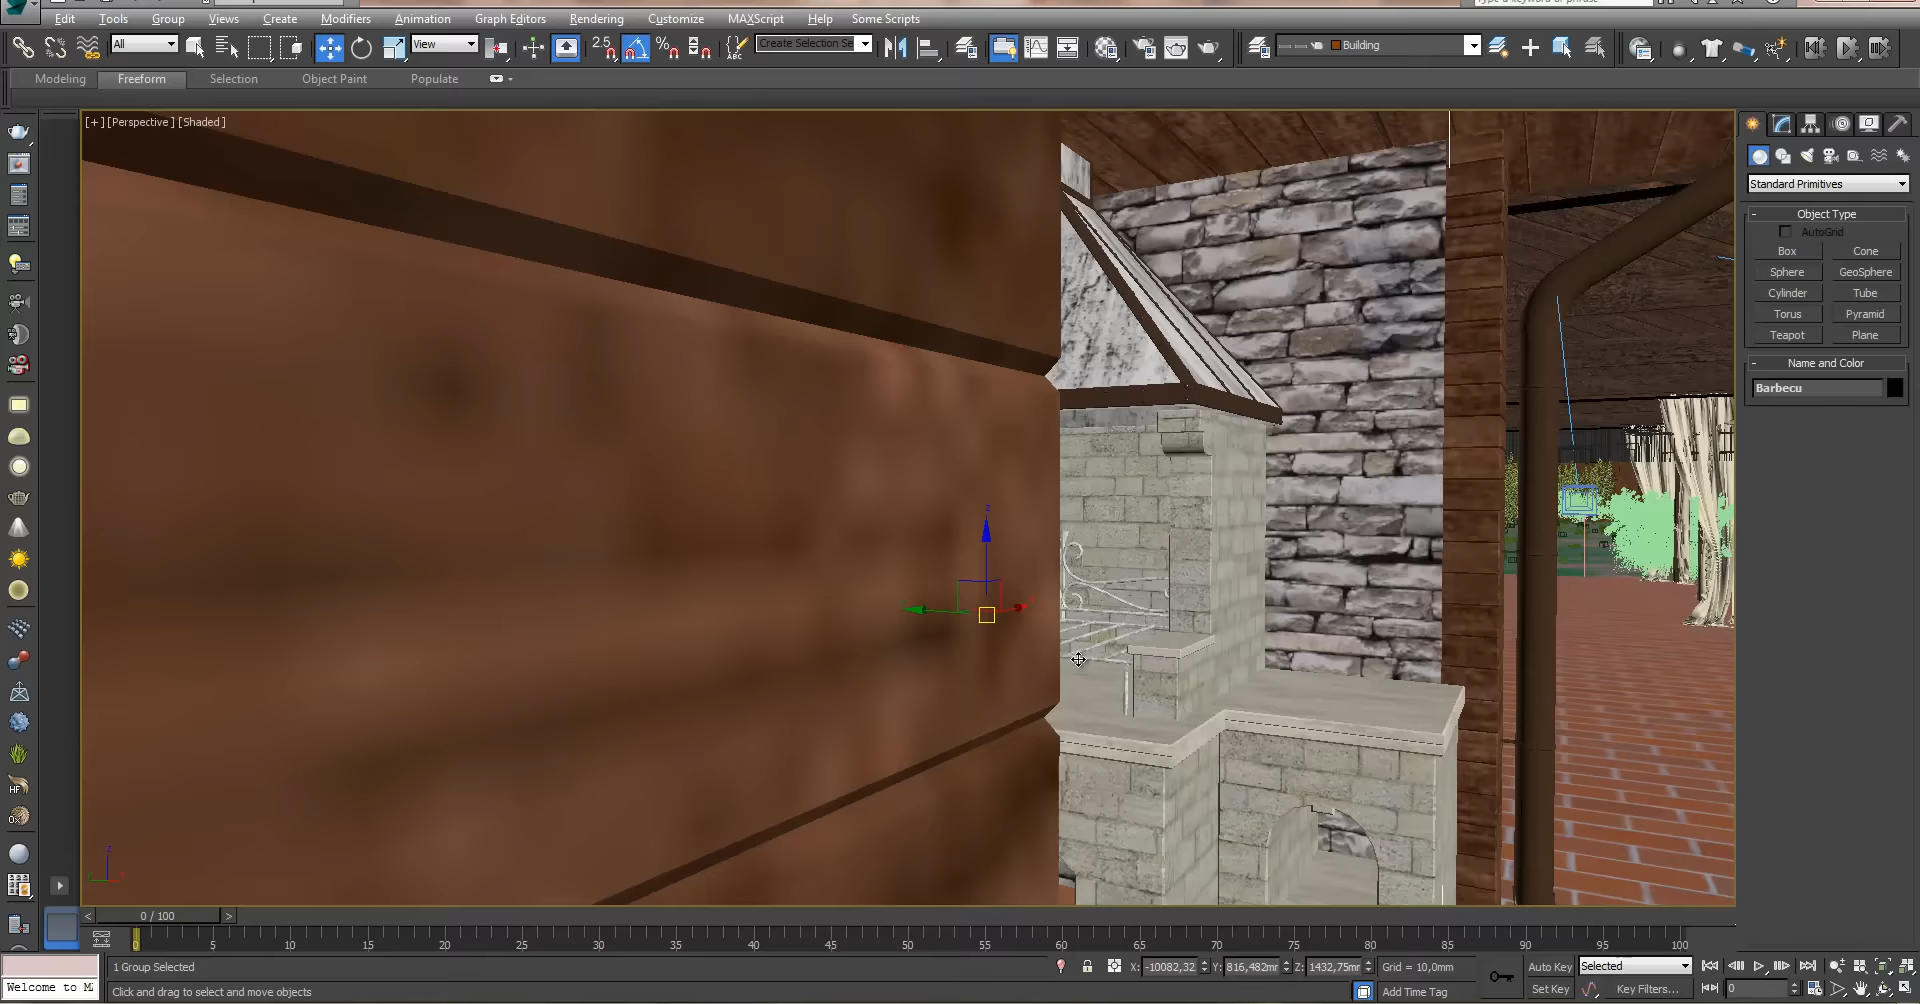 Edit Tools Group Views Create Modifiers Animation Graph Editors Rendering Customize MAXScript Help Some Scripts
All View 2.5 ABC Create Selection Se Building
Modeling Freeform Selection Object Paint Populate
[+] [Perspective] [Shaded]
Standard Primitives
- Object Type
AutoGrid
Box Cone
Sphere GeoSphere
Cylinder Tube
Torus Pyramid
Teapot Plane
- Name and Color
Barbecu
z
z
HF
< 0 / 100 >
0 5 10 15 20 25 30 35 40 45 50 55 60 65 70 75 80 85 90 95 100
1 Group Selected X: -10082,32 Y: 816,482mr Z: 1432,75mr Grid = 10,0mm Auto Key Selected
Welcome to M Click and drag to select and move objects Add Time Tag Set Key Key Filters... 0